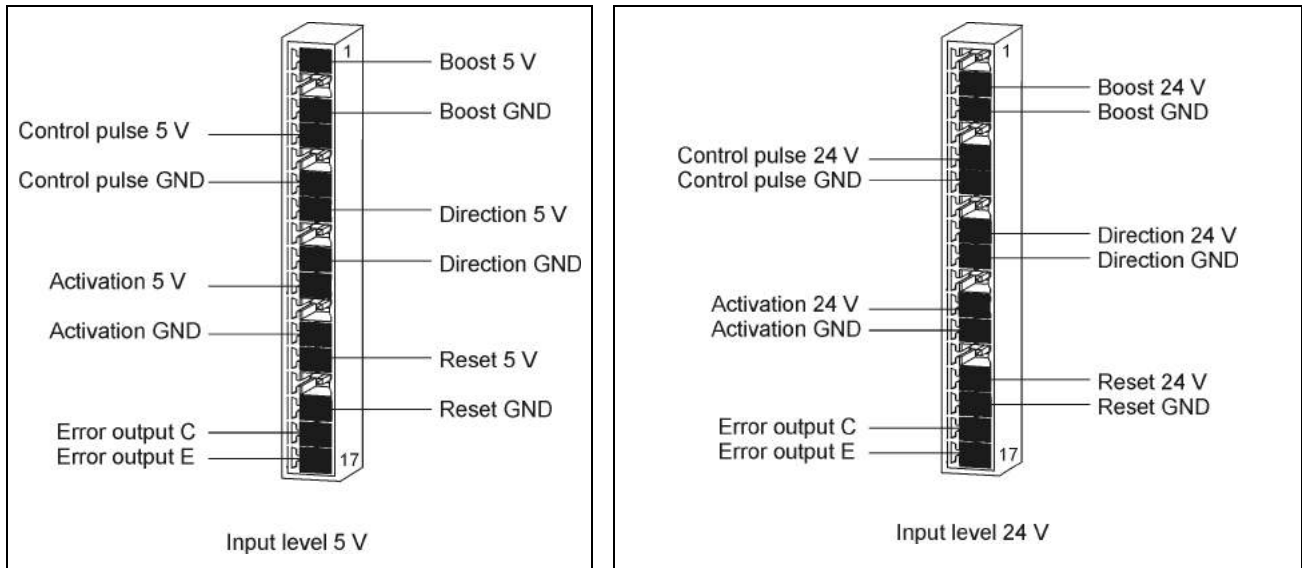 1
Boost 5 V
Boost GND
Control pulse 5 V
Control pulse GND
Direction 5 V
Direction GND
Activation 5 V
Activation GND
Reset 5 V
Reset GND
Error output C
Error output E
17
Input level 5 V
1
Boost 24 V
Boost GND
Control pulse 24 V
Control pulse GND
Direction 24 V
Direction GND
Activation 24 V
Activation GND
Reset 24 V
Reset GND
Error output C
Error output E
17
Input level 24 V